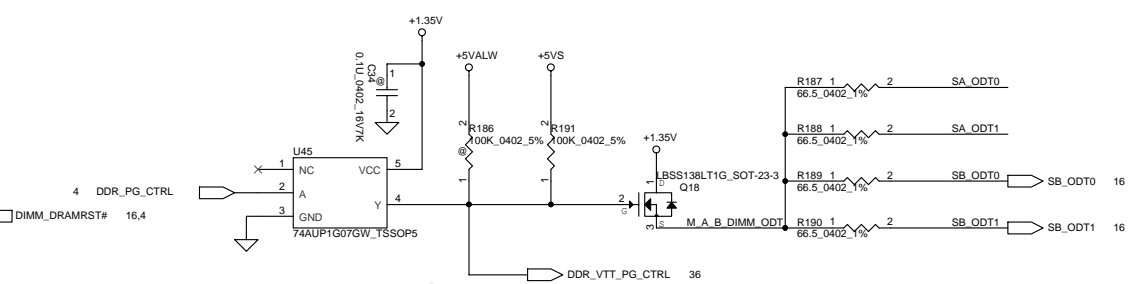 +1.35V
+5VALW
+5VS
C34
@
0.1U_0402_16V7K
1
2
2
R186
@ 100K_0402_5%
1
2
R191
100K_0402_5%
1
U45
1 NC VCC 5
2 A
Y 4
3 GND
74AUP1G07GW_TSSOP5
4 DDR_PG_CTRL
DIMM_DRAMRST# 16,4
+1.35V
1 D
LBSS138LT1G_SOT-23-3
Q18
2 G
3 S
M_A_B_DIMM_ODT
DDR_VTT_PG_CTRL 36
R187 1 2 SA_ODT0
66.5_0402_1%
R188 1 2 SA_ODT1
66.5_0402_1%
R189 1 2 SB_ODT0 SB_ODT0 16
66.5_0402_1%
R190 1 2 SB_ODT1 SB_ODT1 16
66.5_0402_1%